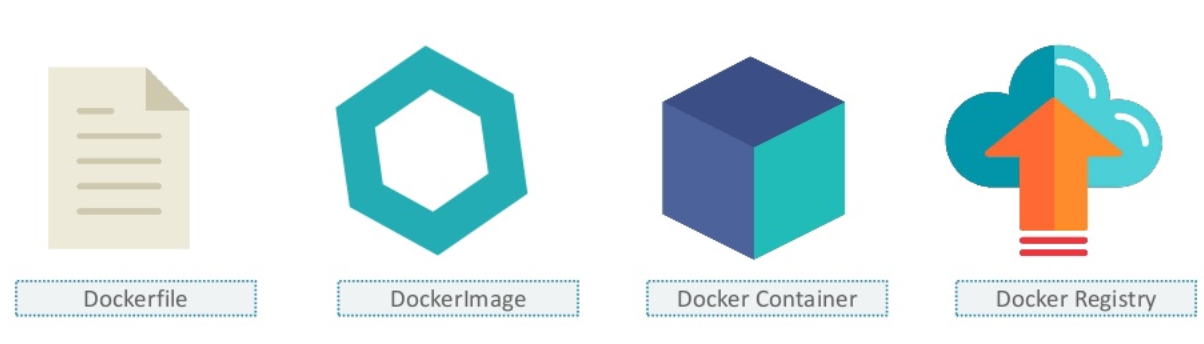 Dockerfile
DockerImage
Docker Container
Docker Registry